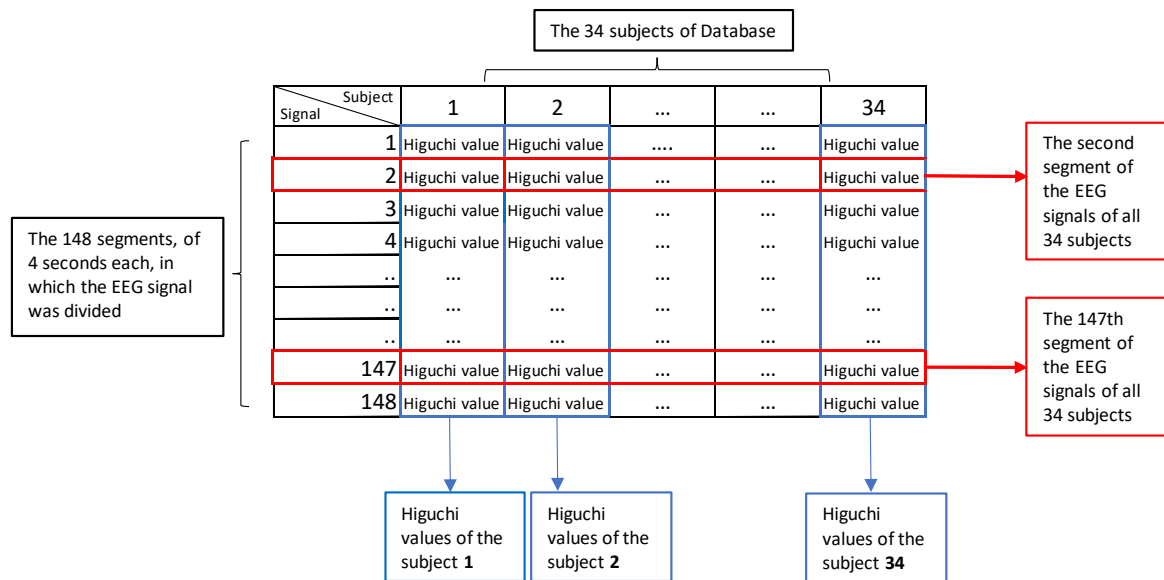 The 34 subjects of Database
Subject
Signal
1 2 ... ... 34
1 Higuchi value Higuchi value .... ... Higuchi value
2 Higuchi value Higuchi value ... ... Higuchi value
3 Higuchi value Higuchi value ... ... Higuchi value
4 Higuchi value Higuchi value ... ... Higuchi value
.. ... ... ... ... ...
.. ... ... ... ... ...
.. ... ... ... ... ...
147 Higuchi value Higuchi value ... ... Higuchi value
148 Higuchi value Higuchi value ... ... Higuchi value
The 148 segments, of
4 seconds each, in
which the EEG signal
was divided
The second
segment of
the EEG
signals of all
34 subjects
The 147th
segment of
the EEG
signals of all
34 subjects
Higuchi
values of the
subject 1
Higuchi
values of the
subject 2
Higuchi
values of the
subject 34